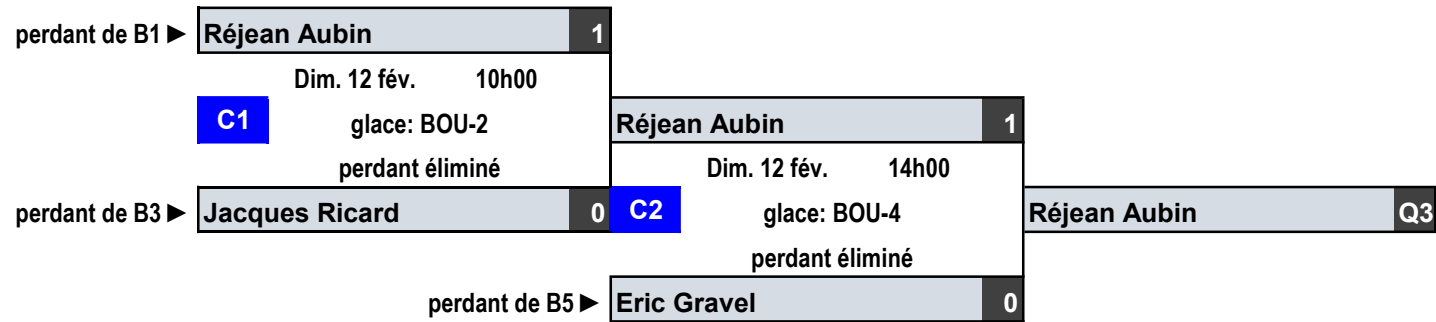 perdant de B1 ► Réjean Aubin 1
Dim. 12 fév. 10h00
C1 glace: BOU-2
perdant éliminé
perdant de B3 ► Jacques Ricard 0
Réjean Aubin 1
Dim. 12 fév. 14h00
C2 glace: BOU-4
perdant éliminé
perdant de B5 ► Eric Gravel 0
Réjean Aubin Q3